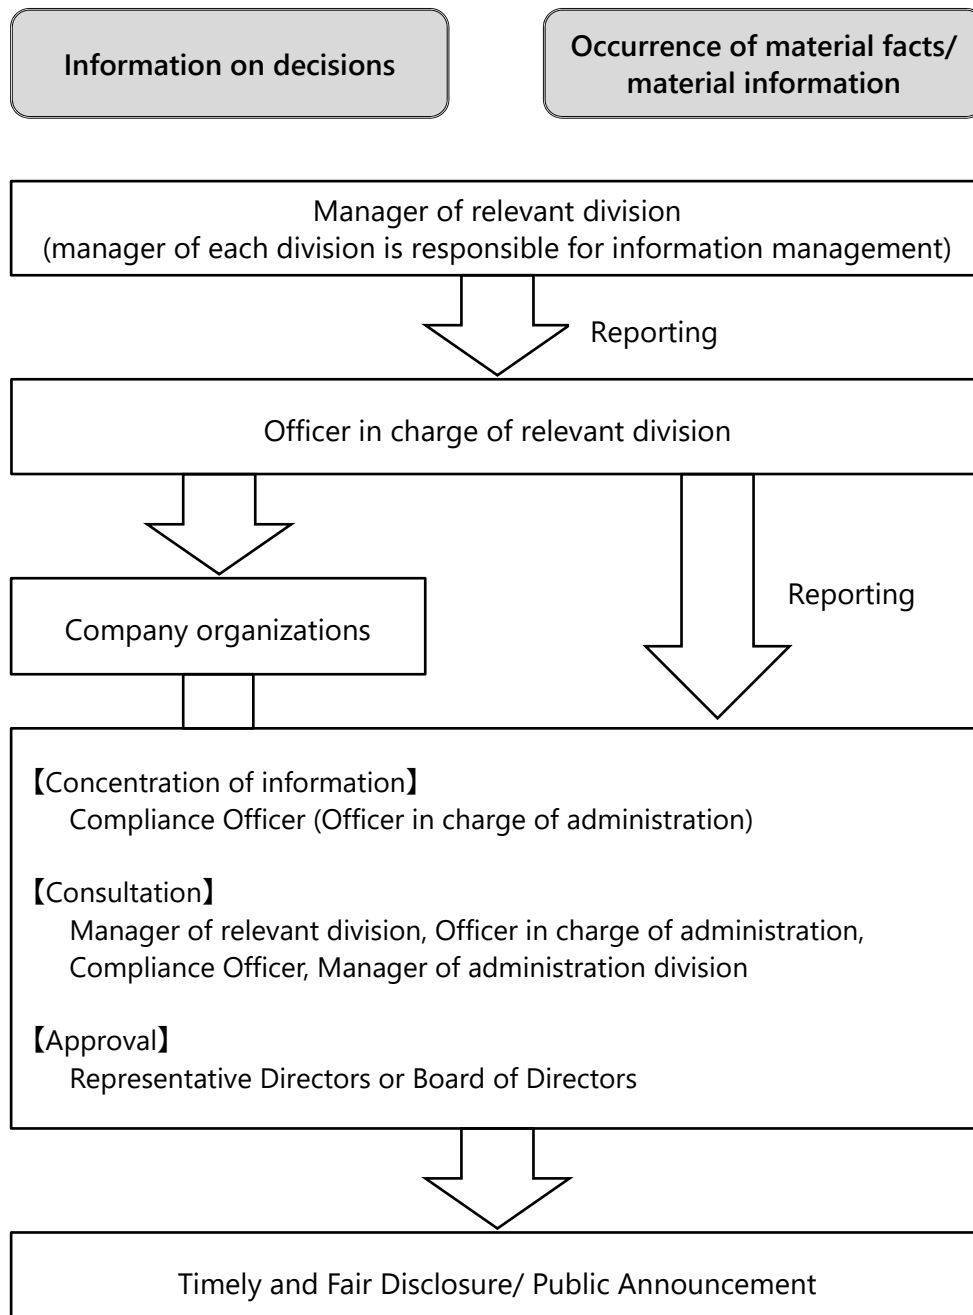 Information on decisions
Occurrence of material facts/
material information
Manager of relevant division
(manager of each division is responsible for information management)
Reporting
Officer in charge of relevant division
Company organizations
Reporting
【Concentration of information】
Compliance Officer (Officer in charge of administration)
【Consultation】
Manager of relevant division, Officer in charge of administration,
Compliance Officer, Manager of administration division
【Approval】
Representative Directors or Board of Directors
Timely and Fair Disclosure/ Public Announcement